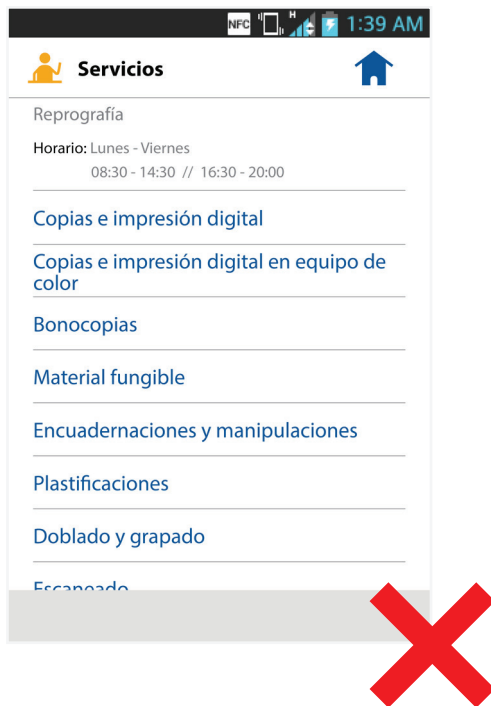 NFC H 1:39 AM
Servicios
Reprografía
Horario: Lunes - Viernes
08:30 - 14:30 // 16:30 - 20:00
Copias e impresión digital
Copias e impresión digital en equipo de
color
Bonocopias
Material fungible
Encuadernaciones y manipulaciones
Plastificaciones
Doblado y grapado
Escaneado